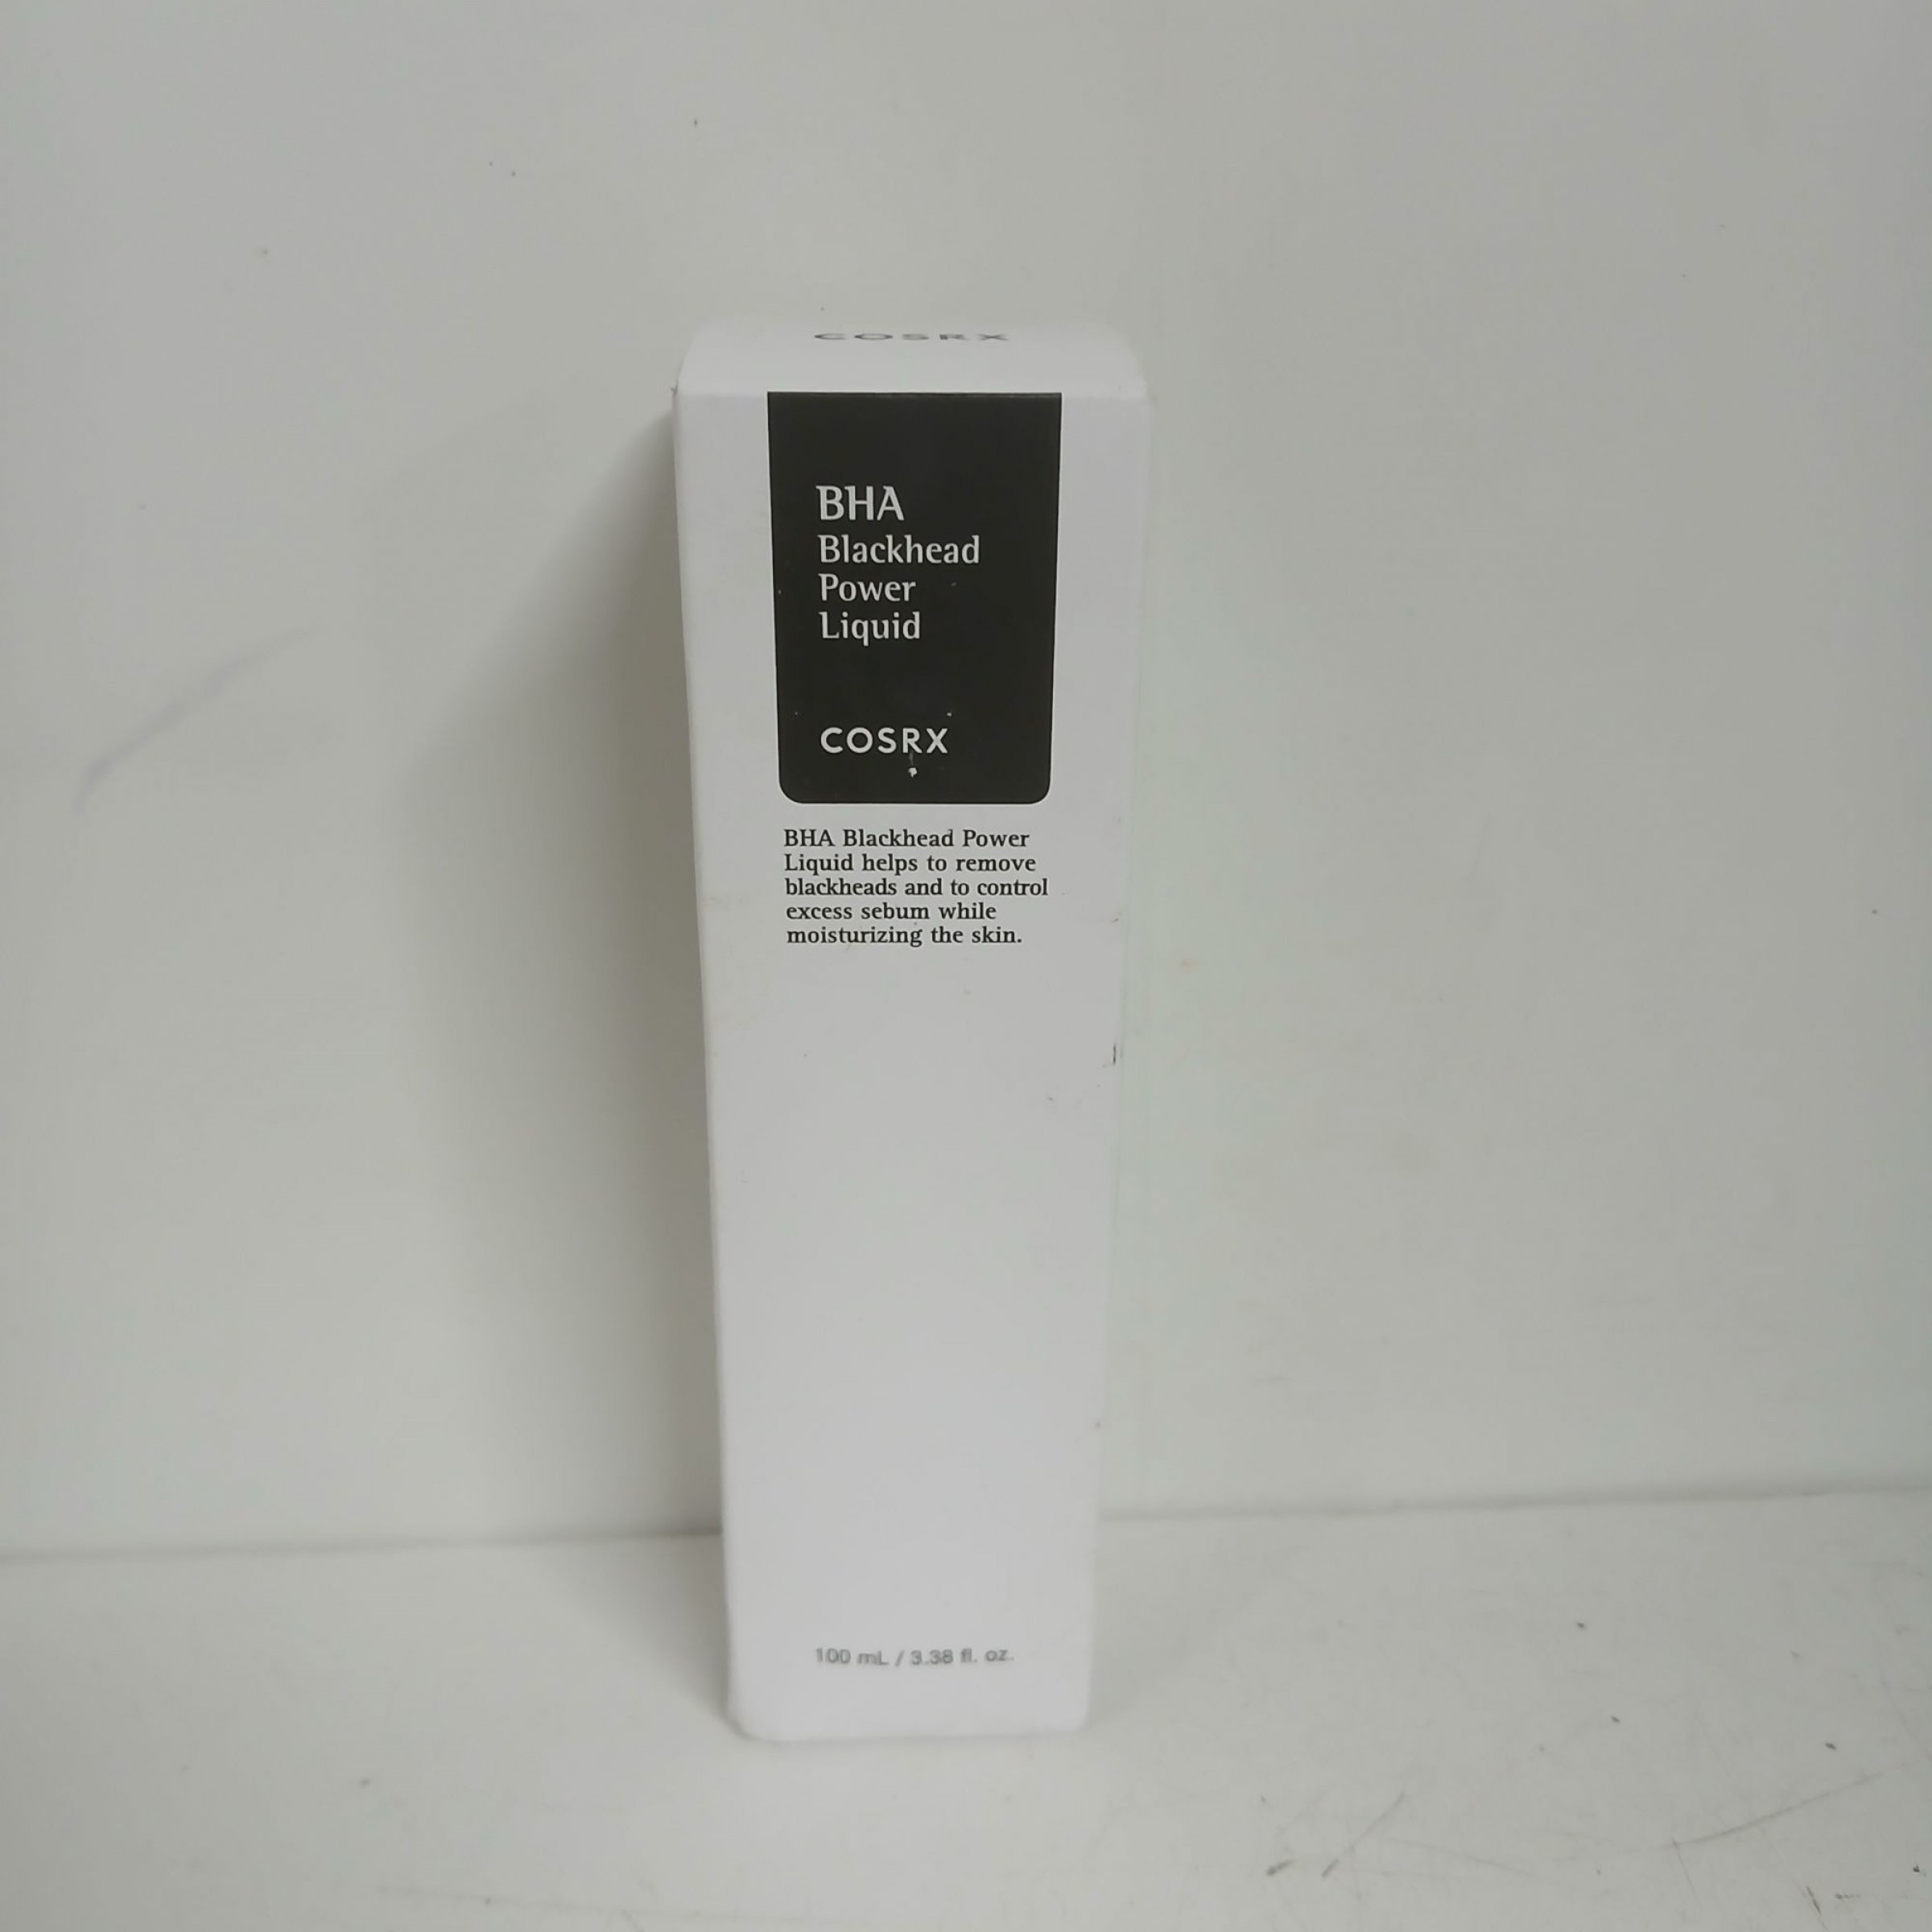 COSRX
BHA
Blackhead
Power
Liquid
COSRX
BHA Blackhead Power
Liquid helps to remove
blackheads and to control
excess sebum while
moisturizing the skin.
100 mL / 3.38 fl. oz.